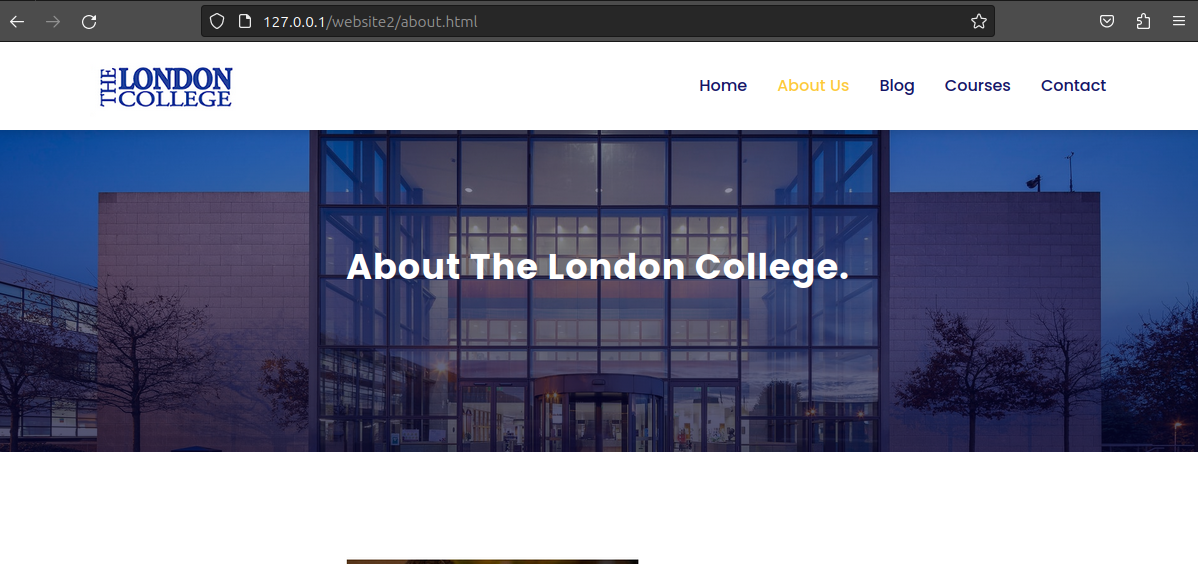 127.0.0.1/website2/about.html
THE LONDON COLLEGE
Home About Us Blog Courses Contact
About The London College.